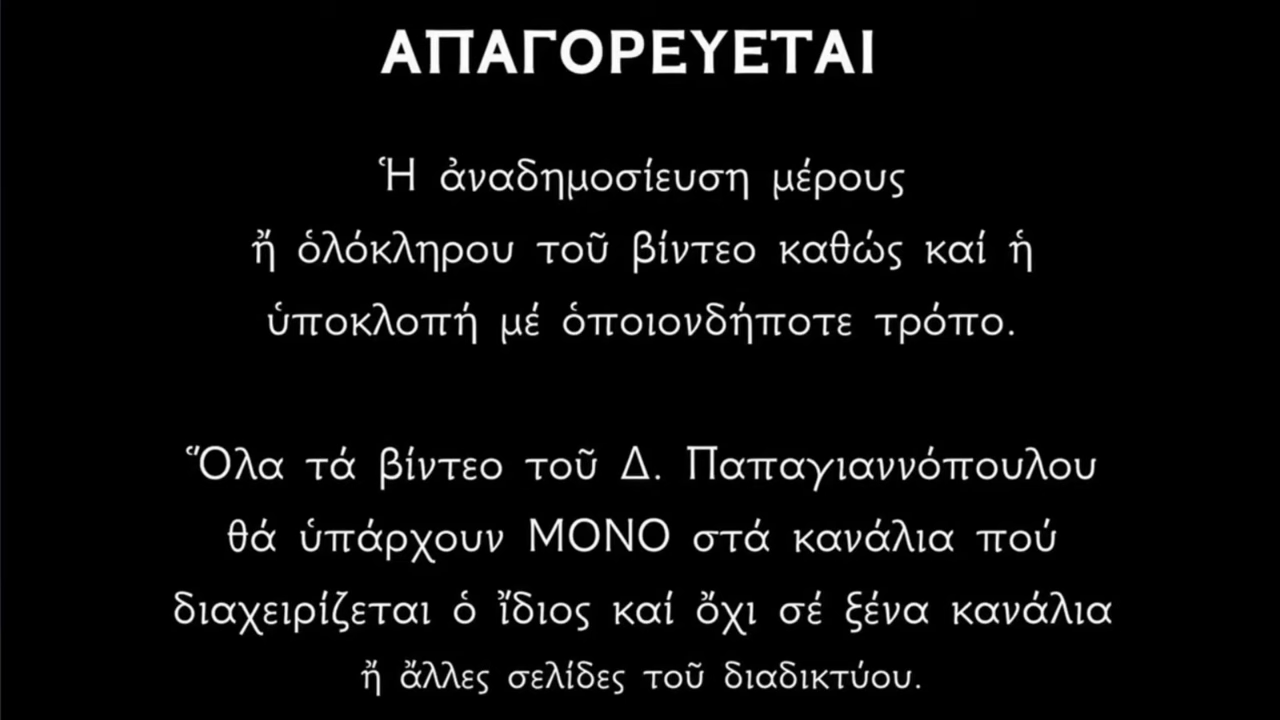 ΑΠΑΓΟΡΕΥΕΤΑΙ
Ἡ ἀναδημοσίευση μέρους
ἤ ὁλόκληρου τοῦ βίντεο καθώς καί ἡ
ὑποκλοπή μέ ὁποιονδήποτε τρόπο.
Ὅλα τά βίντεο τοῦ Δ. Παπαγιαννόπουλου
θά ὑπάρχουν ΜΟΝΟ στά κανάλια πού
διαχειρίζεται ὁ ἴδιος καί ὄχι σέ ξένα κανάλια
ἤ ἄλλες σελίδες τοῦ διαδικτύου.